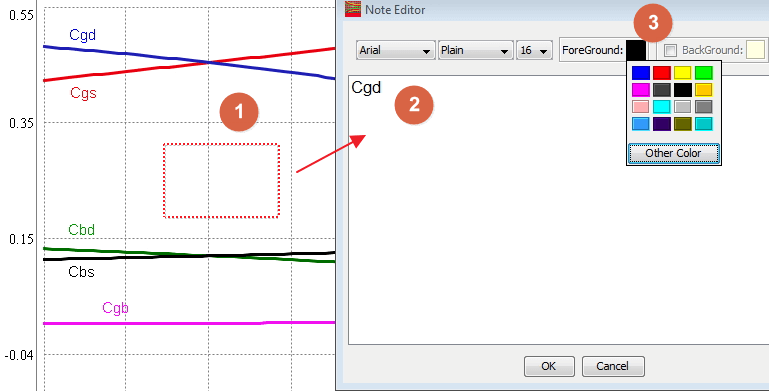 0.55
Cgd
Cgs
1
0.35
Cbd
0.15
Cbs
Cgb
-0.04
Note Editor
3
Arial Plain 16 ForeGround: BackGround:
Cgd
2
Other Color
OK Cancel